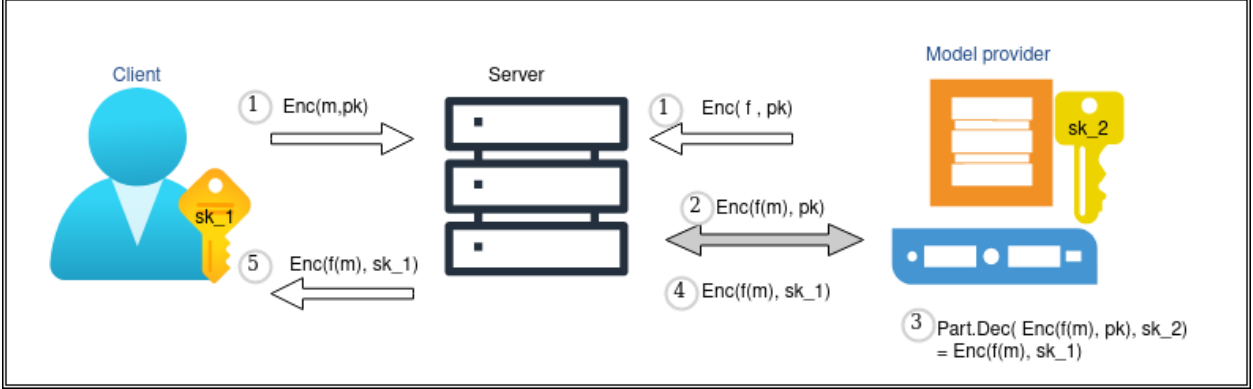 Client
Server
Model provider
1 Enc(m,pk)
1 Enc( f , pk)
sk_1
sk_2
2 Enc(f(m), pk)
5 Enc(f(m), sk_1)
4 Enc(f(m), sk_1)
3 Part.Dec( Enc(f(m), pk), sk_2)
= Enc(f(m), sk_1)